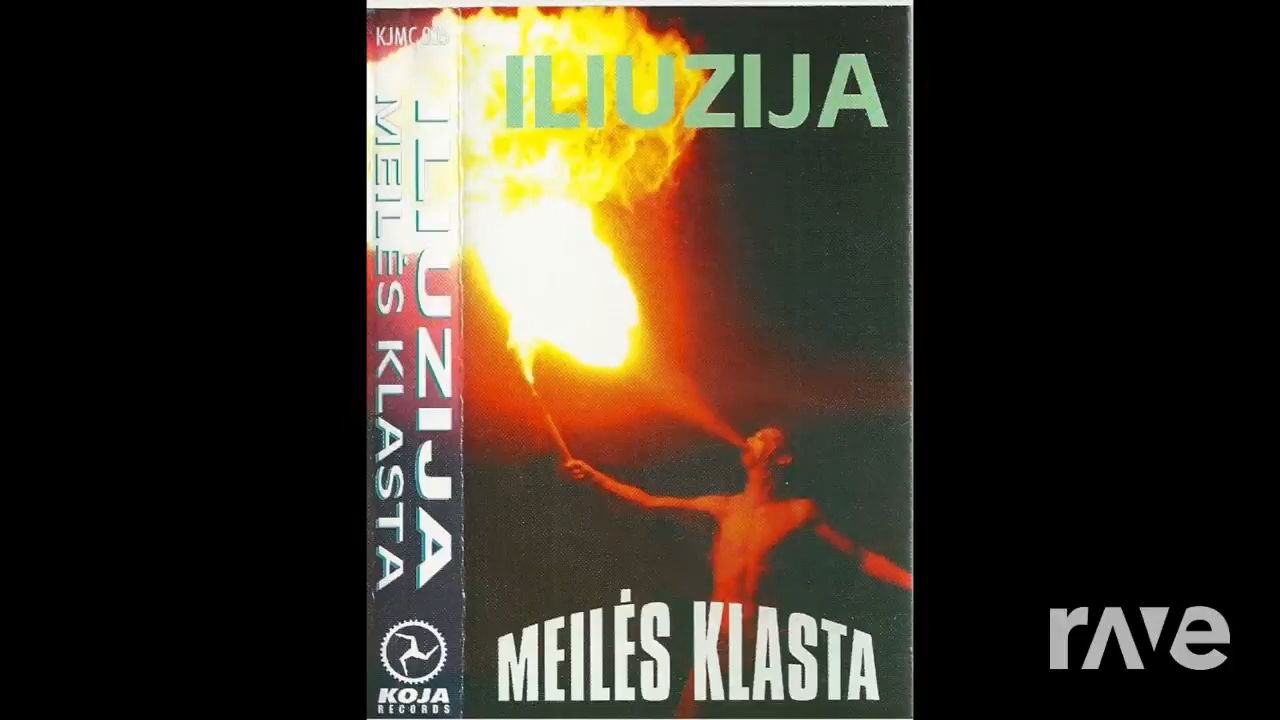 KJMC
ILIUZIJA
MEILĖS KLASTA
KOJA
RECORDS
ILIUZIJA
MEILĖS KLASTA
rave